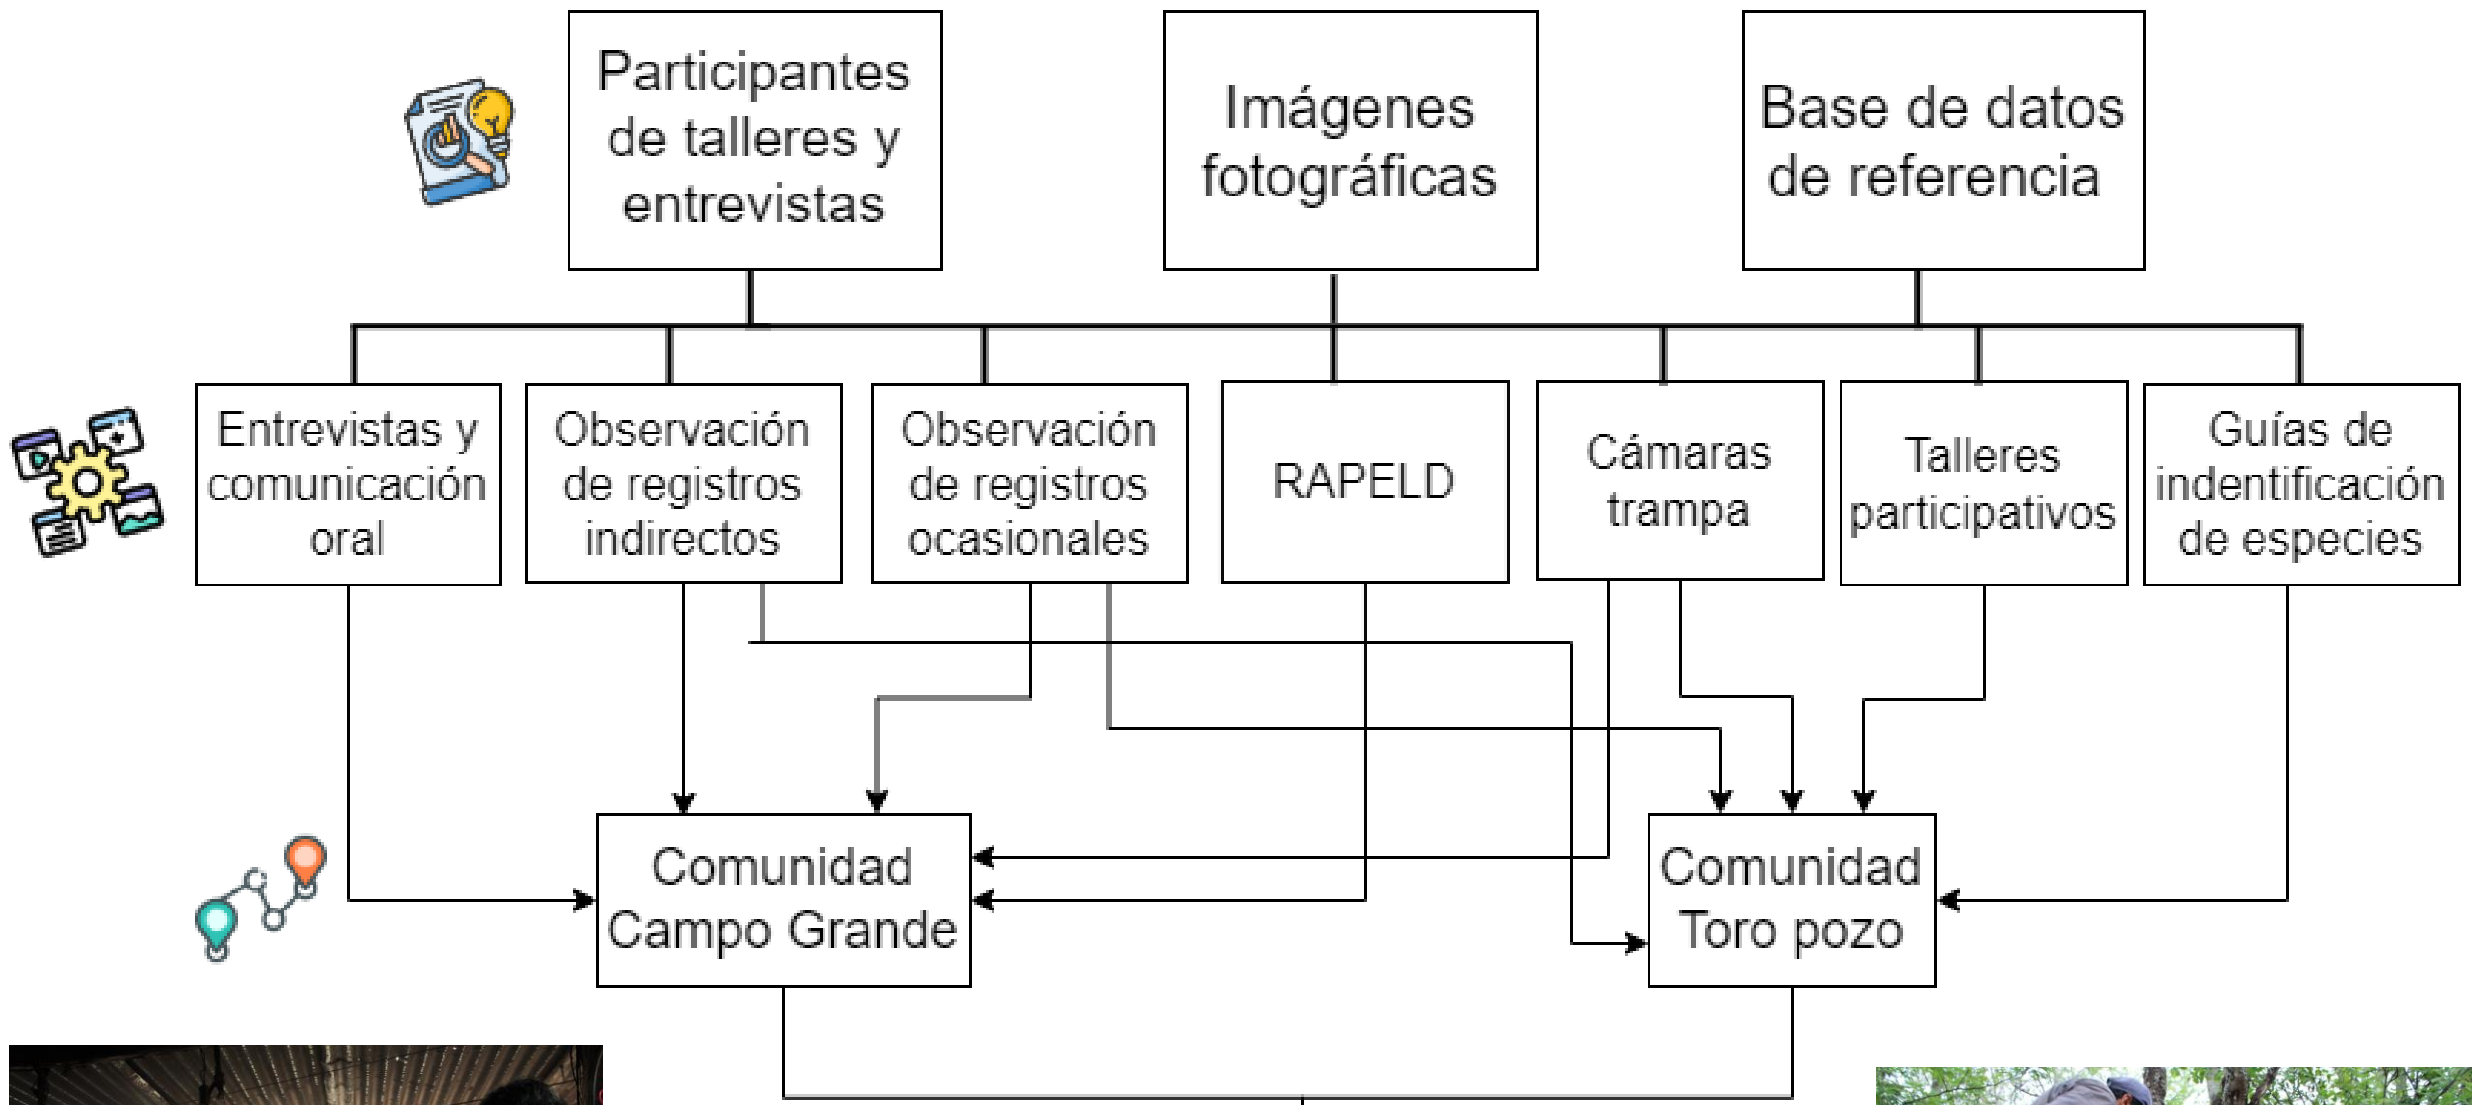 Participantes
de talleres y
entrevistas
Imágenes
fotográficas
Base de datos
de referencia
Entrevistas y
comunicación
oral
Observación
de registros
indirectos
Observación
de registros
ocasionales
RAPELD
Cámaras
trampa
Talleres
participativos
Guías de
indentificación
de especies
Comunidad
Campo Grande
Comunidad
Toro pozo